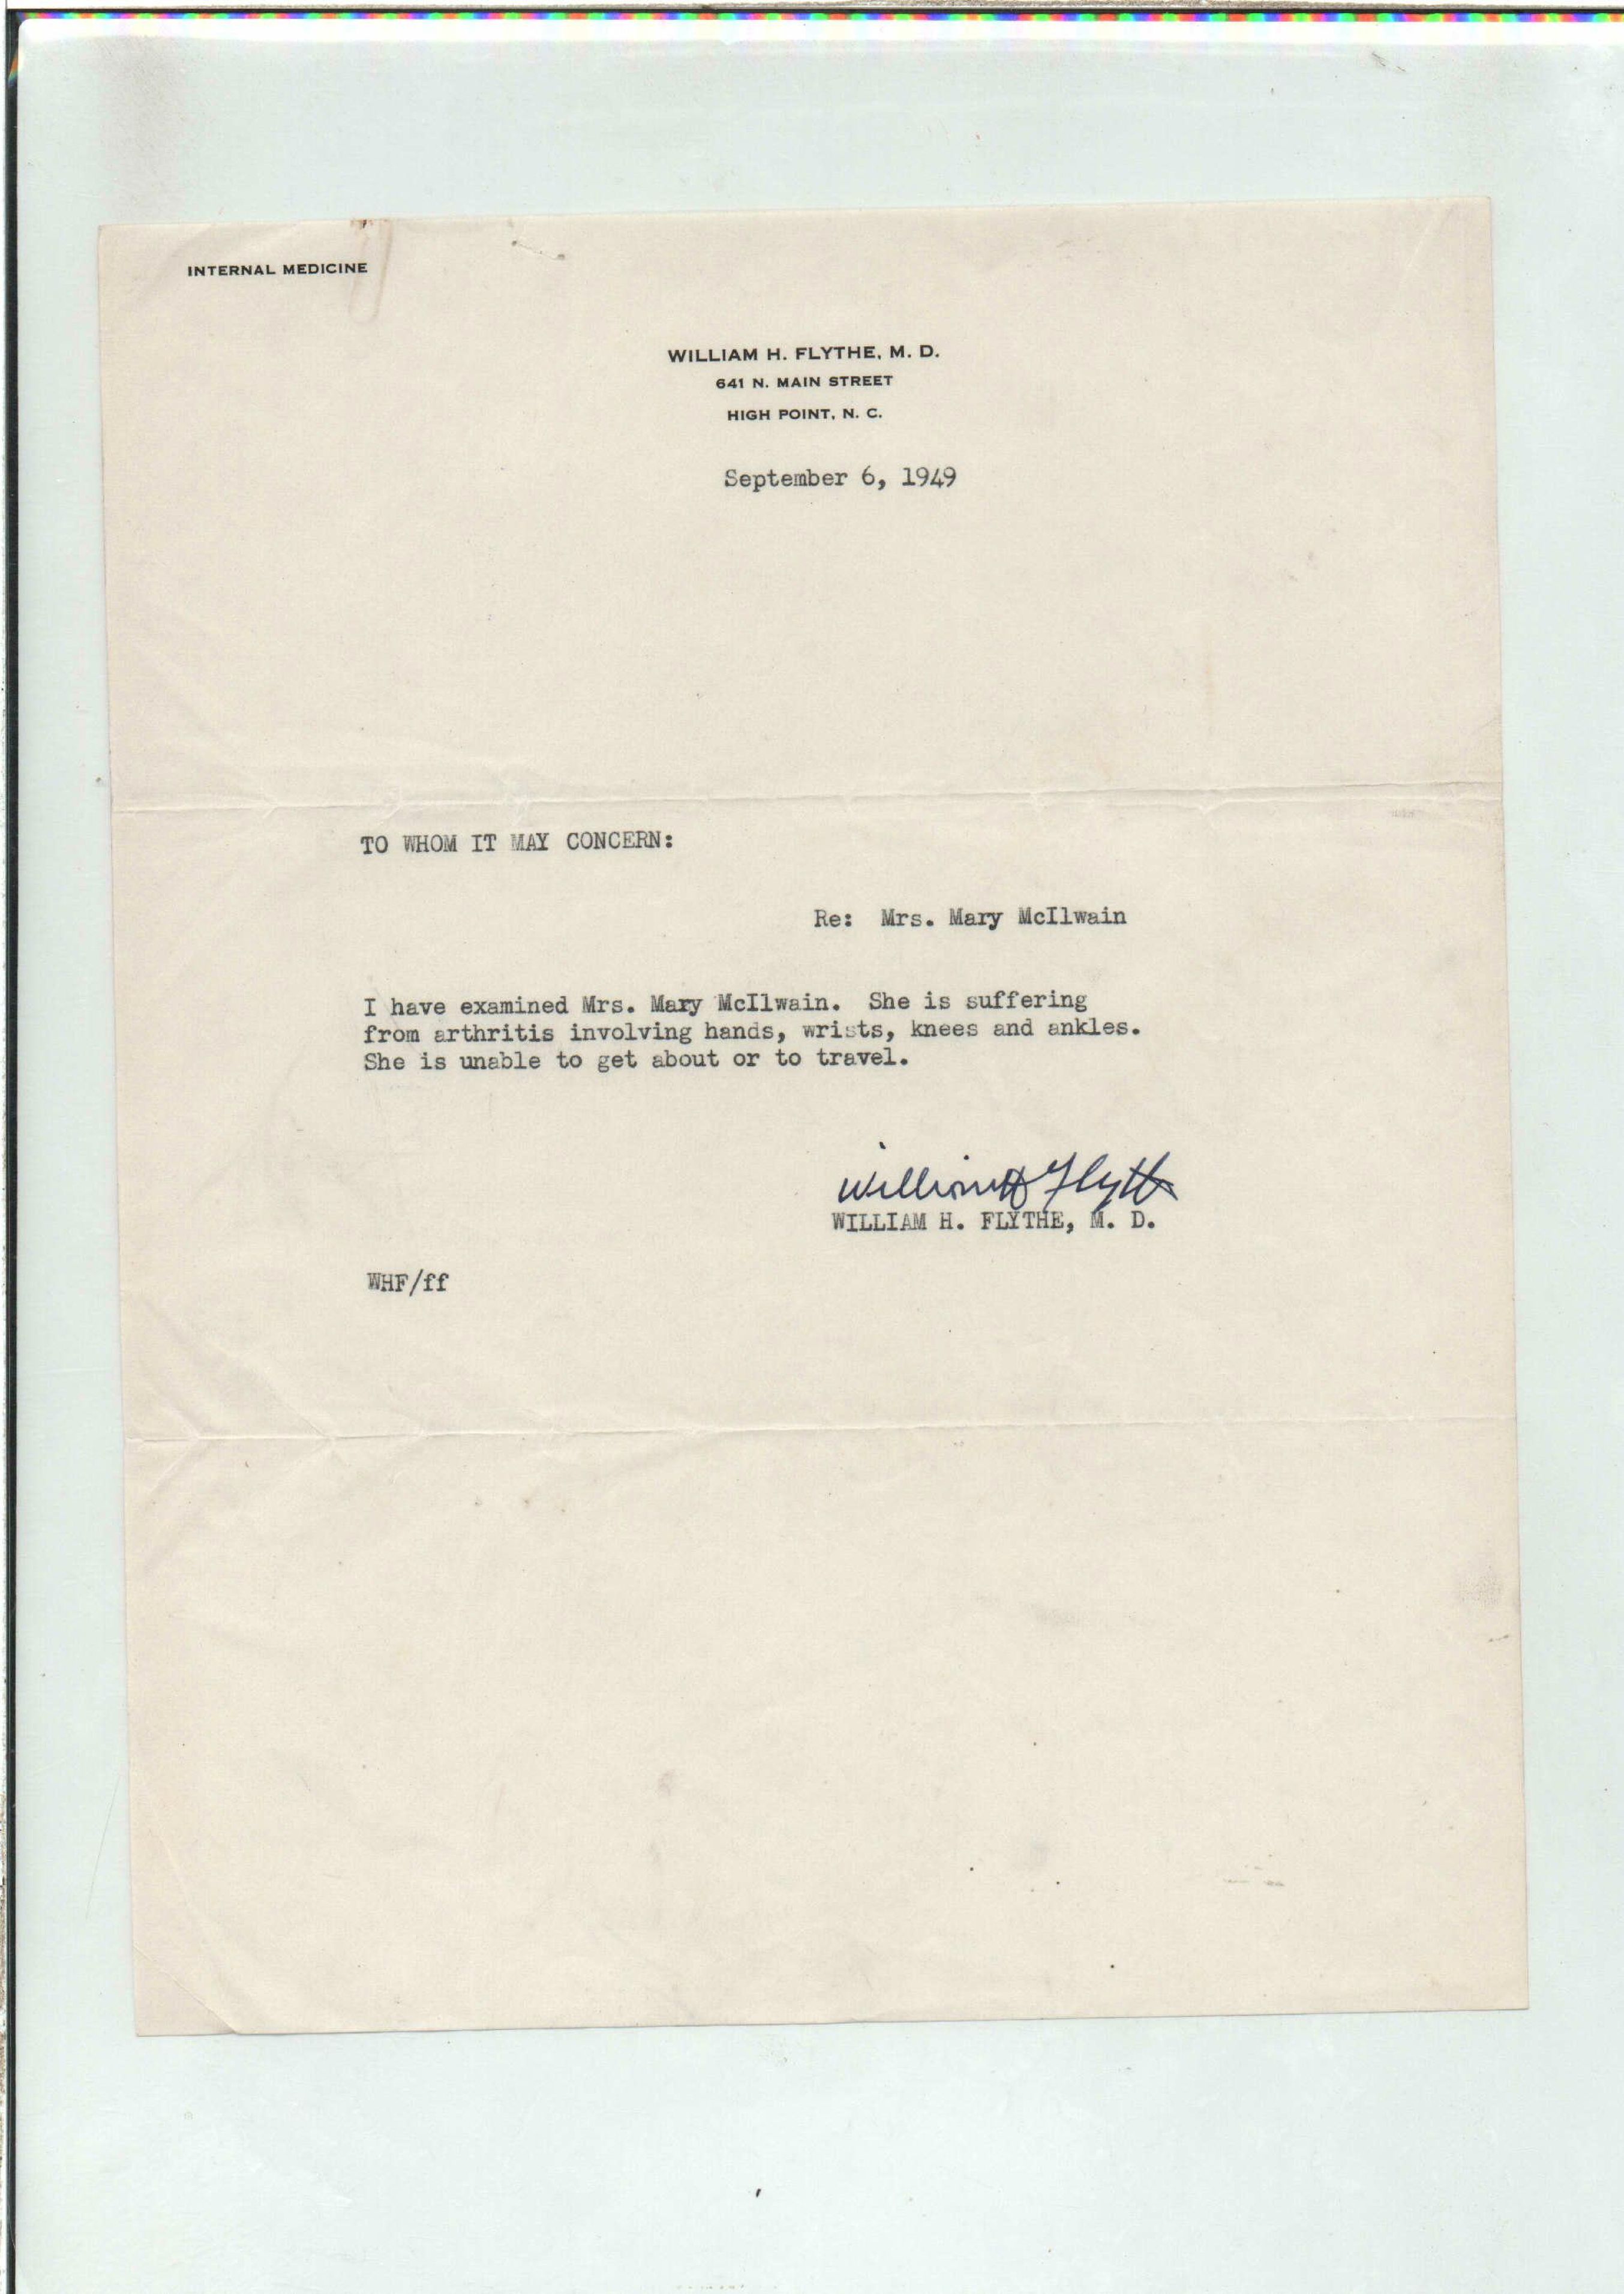 INTERNAL MEDICINE
WILLIAM H. FLYTHE, M. D.
641 N. MAIN STREET
HIGH POINT, N. C.
September 6, 1949
TO WHOM IT MAY CONCERN:
Re: Mrs. Mary McIlwain
I have examined Mrs. Mary McIlwain. She is suffering
from arthritis involving hands, wrists, knees and ankles.
She is unable to get about or to travel.
William H Flythe
WILLIAM H. FLYTHE, M. D.
WHF/ff